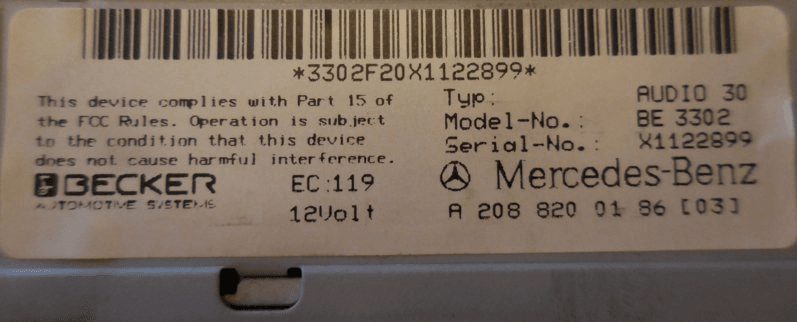 *3302F20X1122899*
This device complies with Part 15 of
the FCC Rules. Operation is subject
to the condition that this device
does not cause harmful interference.
BECKER
AUTOMOTIVE SYSTEMS
EC:119
12Volt
Typ: AUDIO 30
Model-No.: BE 3302
Serial-No.: X1122899
Mercedes-Benz
A 208 820 01 86 [03]